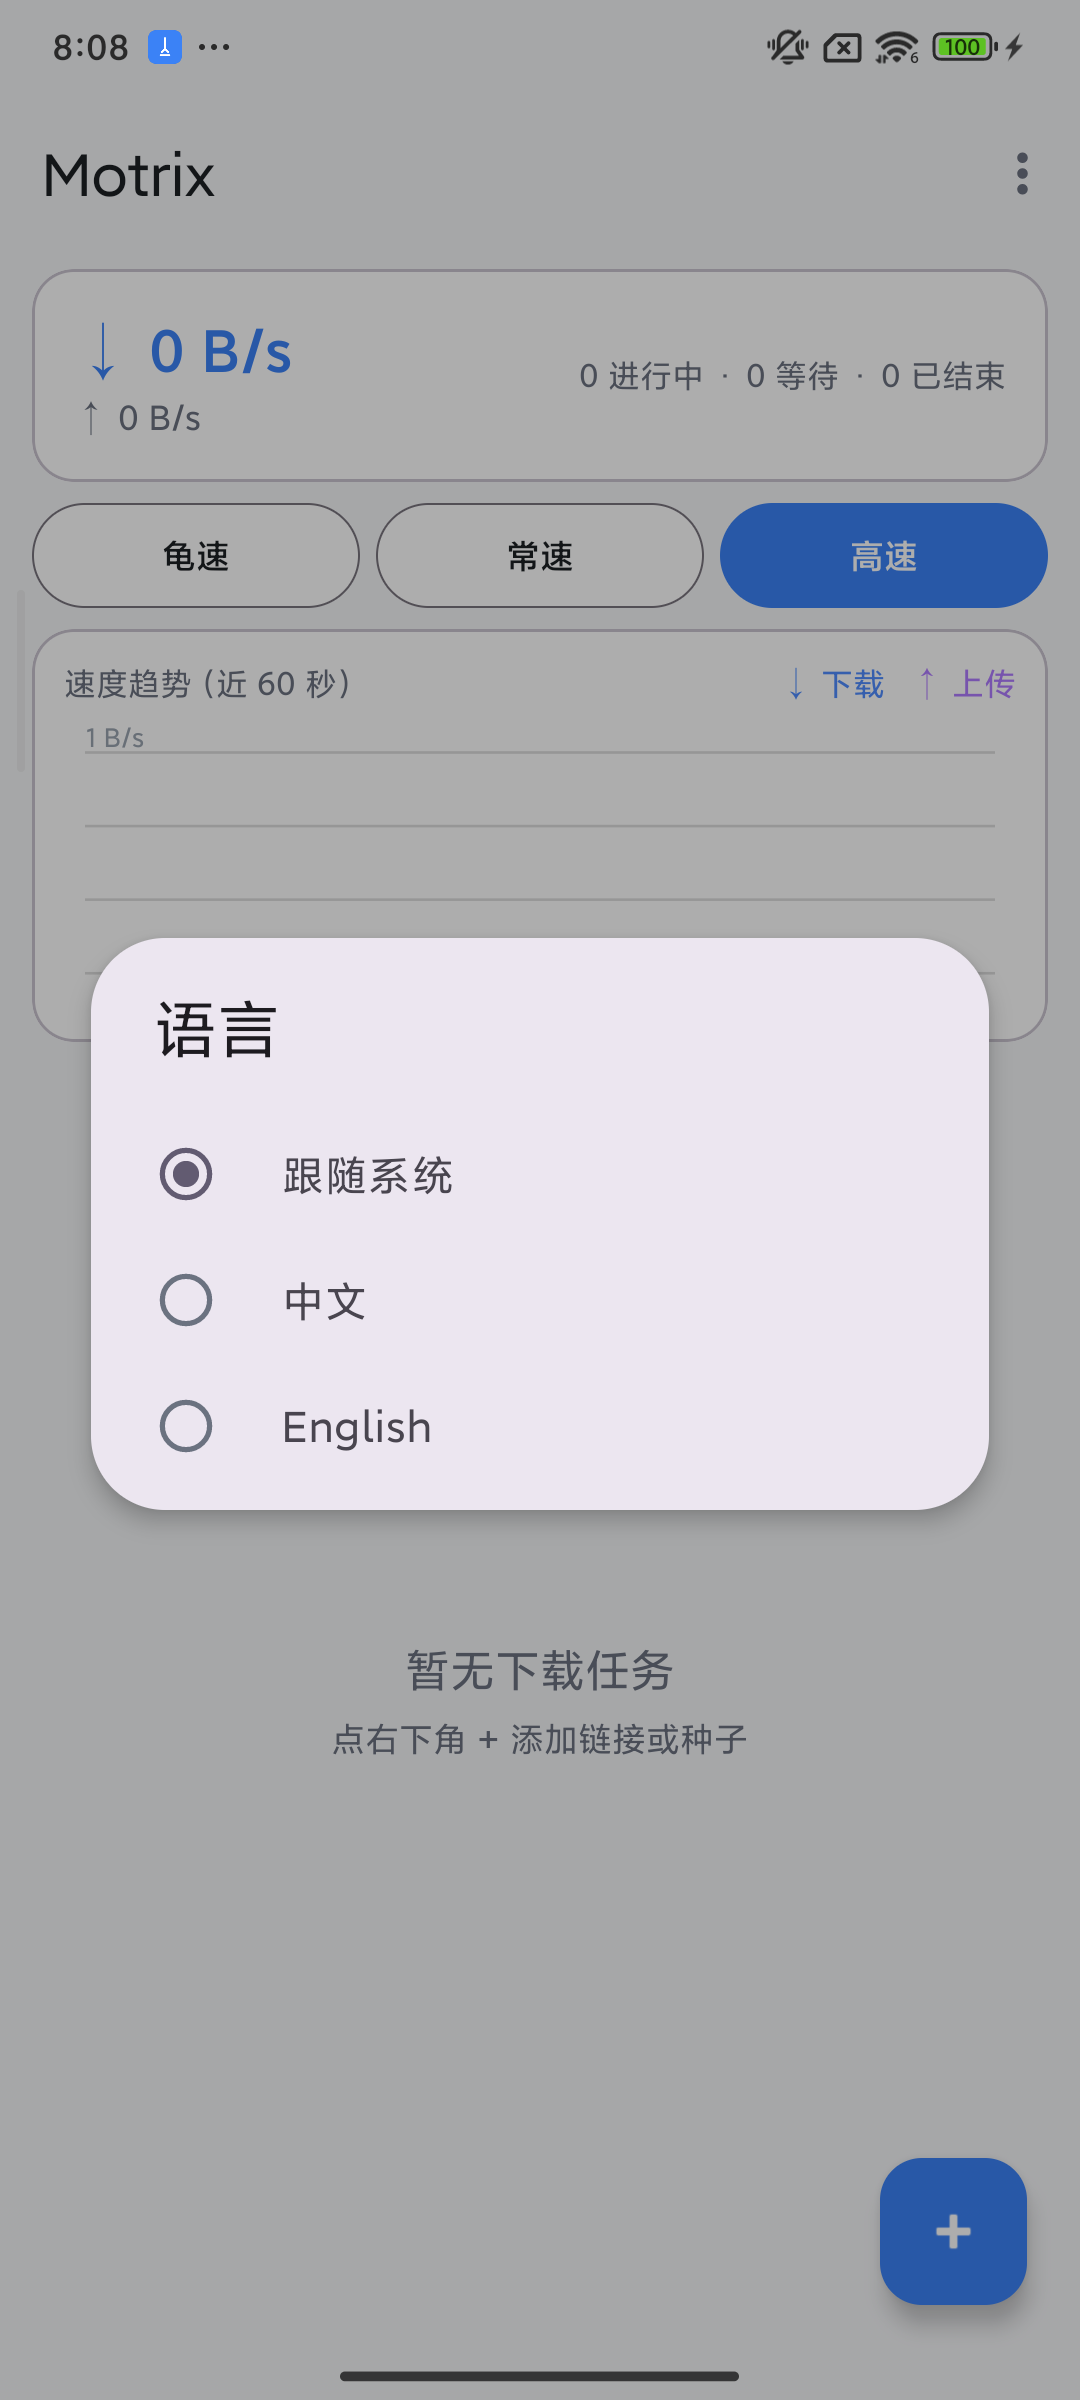 8:08
6
100
Motrix
↓ 0 B/s
↑ 0 B/s
0 进行中 · 0 等待 · 0 已结束
龟速
常速
高速
速度趋势 (近 60 秒)
↓ 下载 ↑ 上传
1 B/s
语言
跟随系统
中文
English
暂无下载任务
点右下角 + 添加链接或种子
+